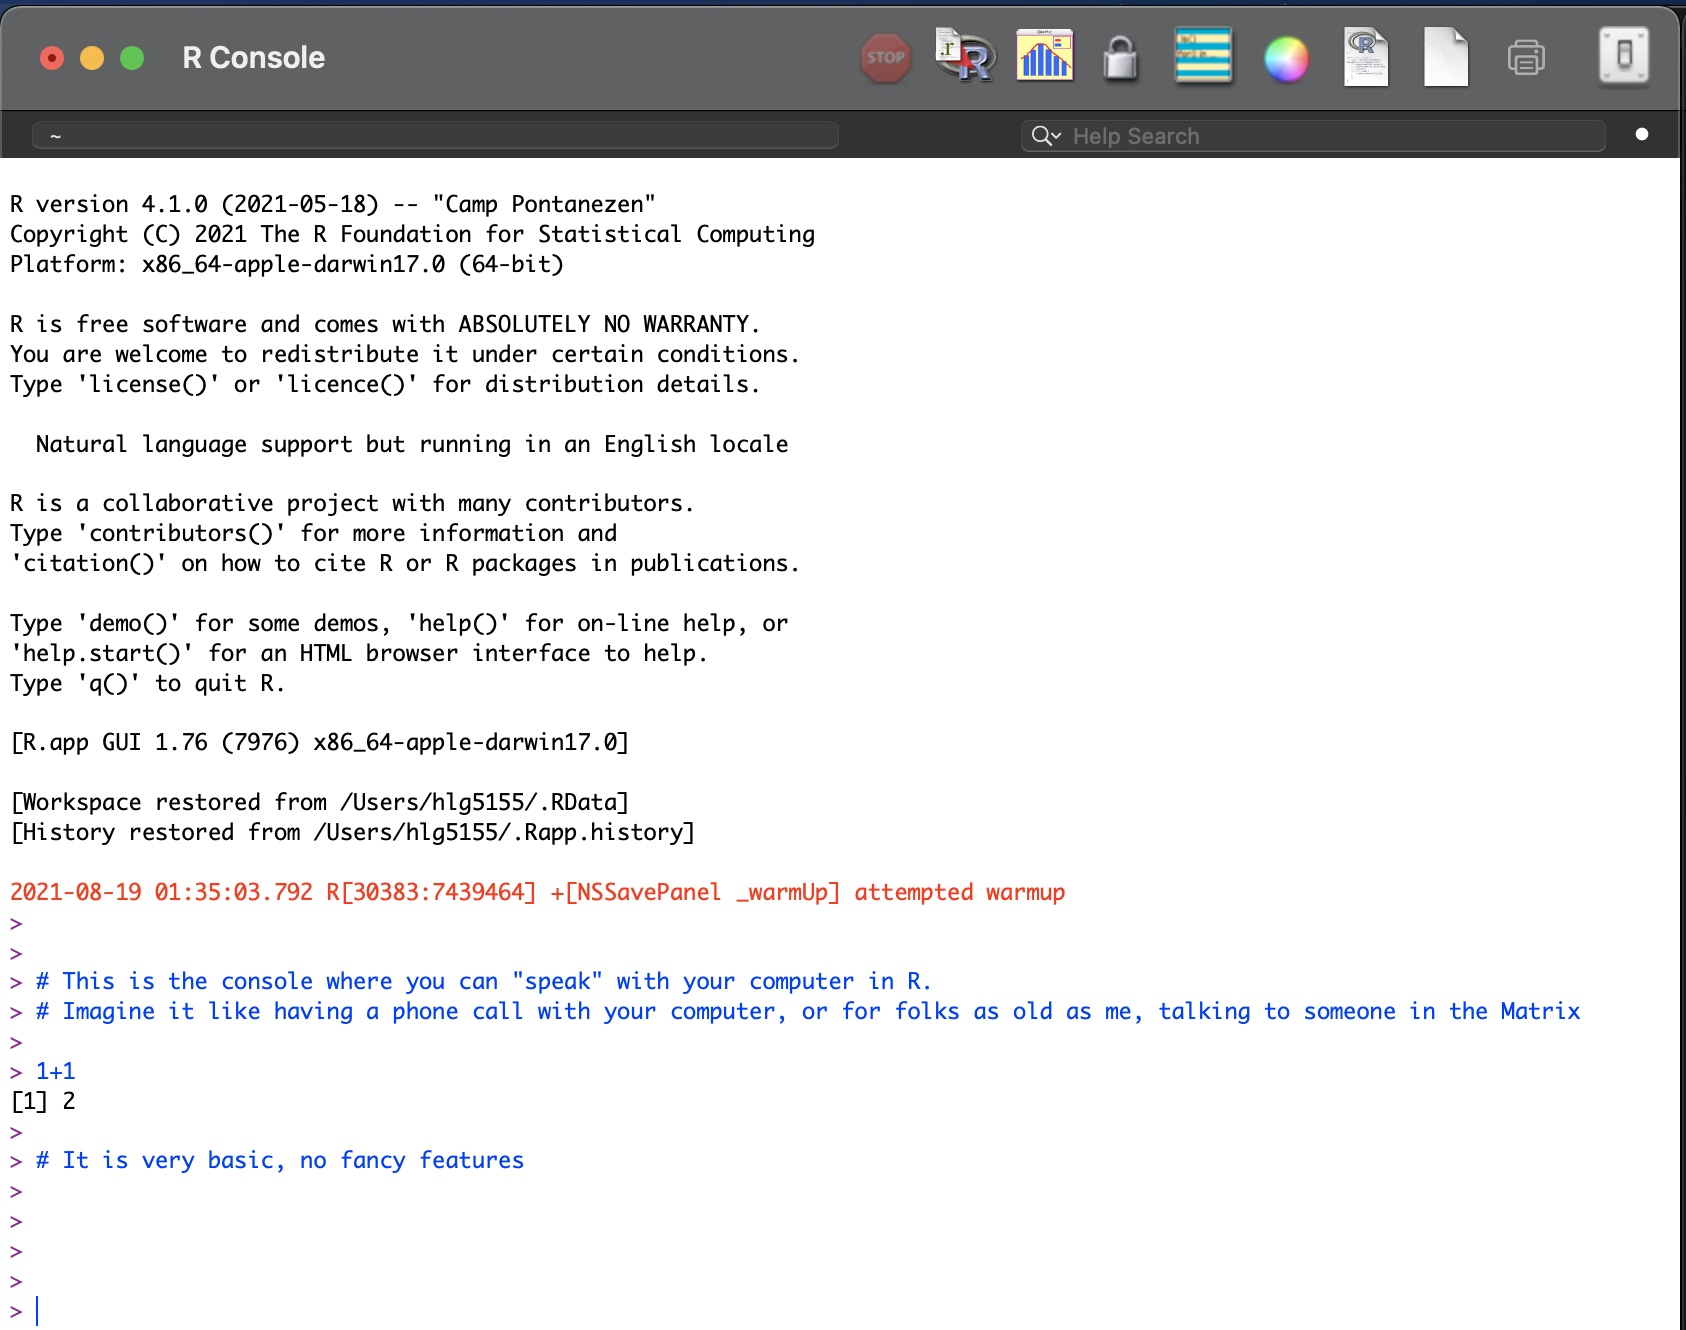 R Console
STOP
~
Help Search
R version 4.1.0 (2021-05-18) -- "Camp Pontanezen"
Copyright (C) 2021 The R Foundation for Statistical Computing
Platform: x86_64-apple-darwin17.0 (64-bit)
R is free software and comes with ABSOLUTELY NO WARRANTY.
You are welcome to redistribute it under certain conditions.
Type 'license()' or 'licence()' for distribution details.
Natural language support but running in an English locale
R is a collaborative project with many contributors.
Type 'contributors()' for more information and
'citation()' on how to cite R or R packages in publications.
Type 'demo()' for some demos, 'help()' for on-line help, or
'help.start()' for an HTML browser interface to help.
Type 'q()' to quit R.
[R.app GUI 1.76 (7976) x86_64-apple-darwin17.0]
[Workspace restored from /Users/hlg5155/.RData]
[History restored from /Users/hlg5155/.Rapp.history]
2021-08-19 01:35:03.792 R[30383:7439464] +[NSSavePanel _warmUp] attempted warmup
>
>
> # This is the console where you can "speak" with your computer in R.
> # Imagine it like having a phone call with your computer, or for folks as old as me, talking to someone in the Matrix
>
> 1+1
[1] 2
>
> # It is very basic, no fancy features
>
>
>
>
>